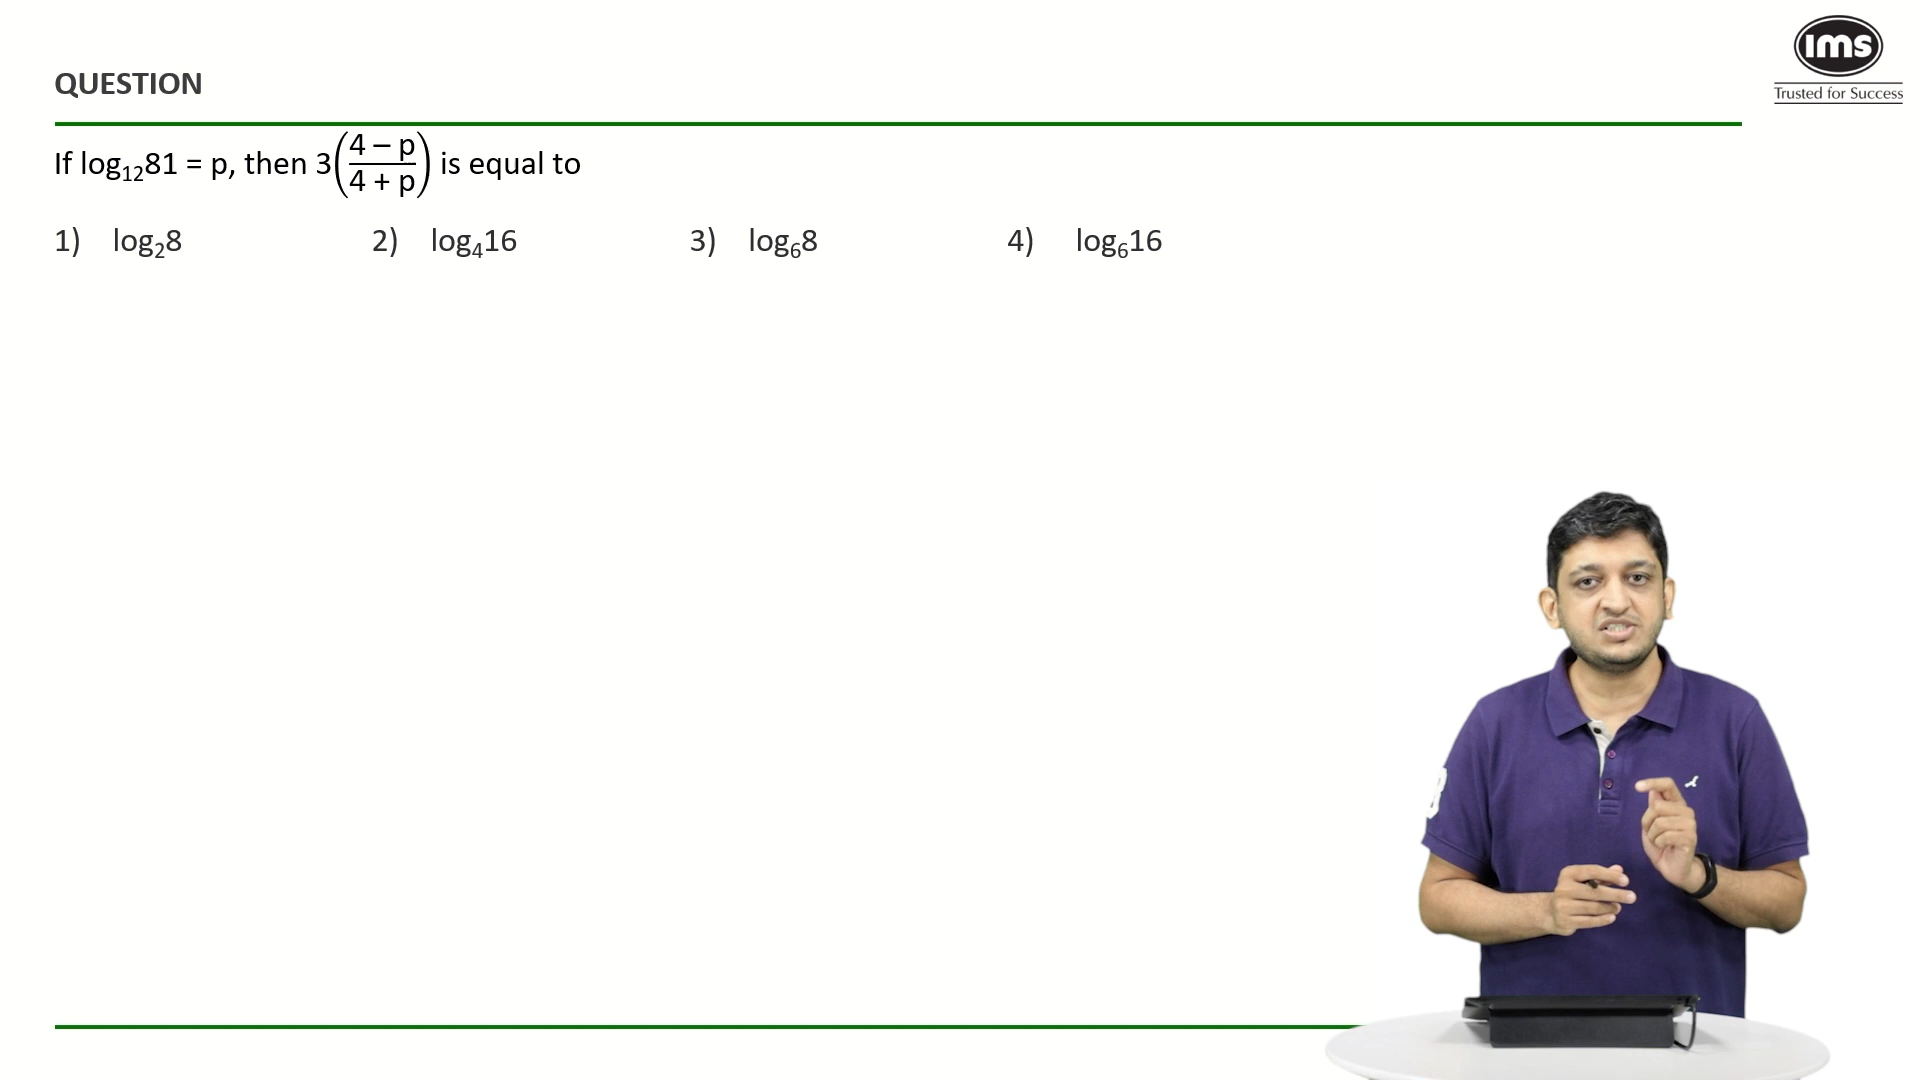 ims
Trusted for Success
QUESTION
If log₁₂81 = p, then 3((4 – p)/(4 + p)) is equal to
1) log₂8 2) log₄16 3) log₆8 4) log₆16